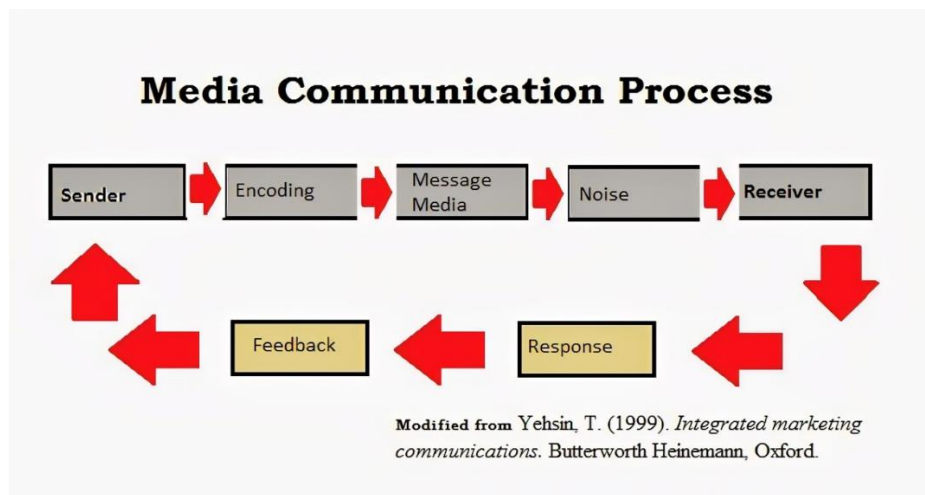 Media Communication Process
Sender
Encoding
Message
Media
Noise
Receiver
Feedback
Response
Modified from Yehsin, T. (1999). Integrated marketing
communications. Butterworth Heinemann, Oxford.